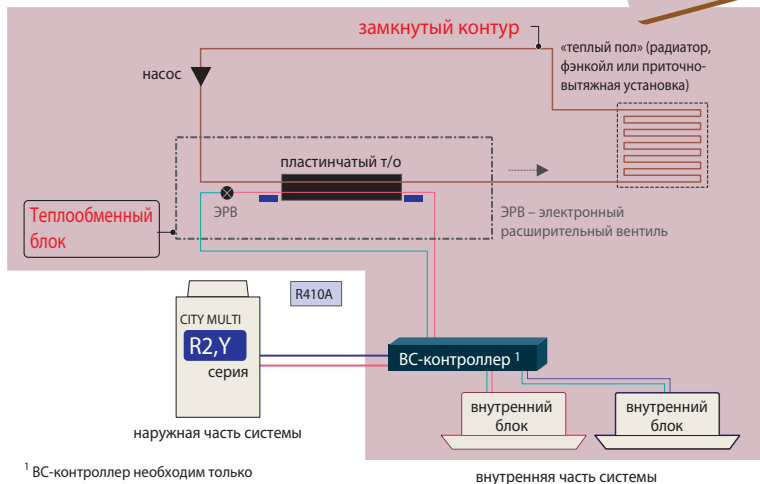 замкнутый контур
«теплый пол» (радиатор,
фэнкойл или приточно-
вытяжная установка)
насос
пластинчатый т/о
ЭРВ
ЭРВ – электронный
расширительный вентиль
Теплообменный
блок
R410A
CITY MULTI
R2,Y
серия
ВС-контроллер ¹
внутренний
блок
внутренний
блок
наружная часть системы
¹ ВС-контроллер необходим только
внутренняя часть системы